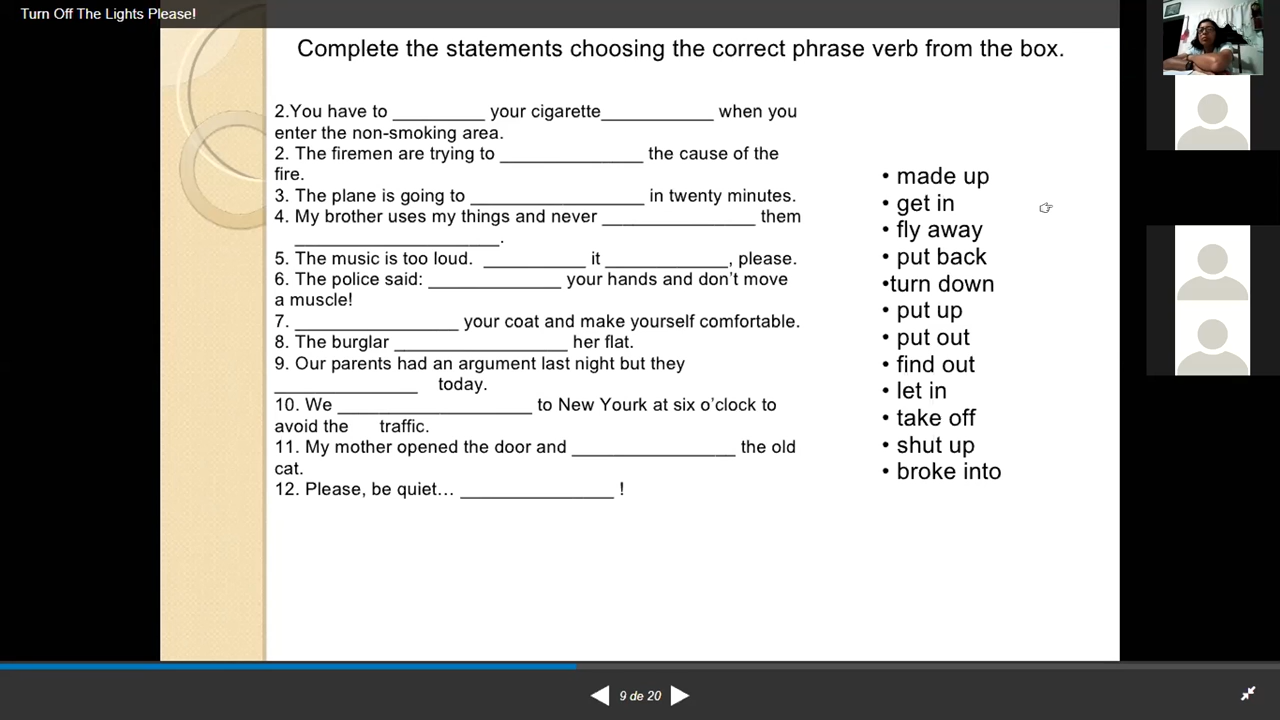 Turn Off The Lights Please!
Complete the statements choosing the correct phrase verb from the box.
2.You have to _________ your cigarette___________ when you
enter the non-smoking area.
2. The firemen are trying to ______________ the cause of the
fire.
3. The plane is going to _________________ in twenty minutes.
4. My brother uses my things and never _______________ them
____________________.
5. The music is too loud. __________ it ____________, please.
6. The police said: _____________ your hands and don’t move
a muscle!
7. ________________ your coat and make yourself comfortable.
8. The burglar _________________ her flat.
9. Our parents had an argument last night but they
______________ today.
10. We ___________________ to New Yourk at six o’clock to
avoid the traffic.
11. My mother opened the door and ________________ the old
cat.
12. Please, be quiet… _______________ !
• made up
• get in
• fly away
• put back
•turn down
• put up
• put out
• find out
• let in
• take off
• shut up
• broke into
9 de 20